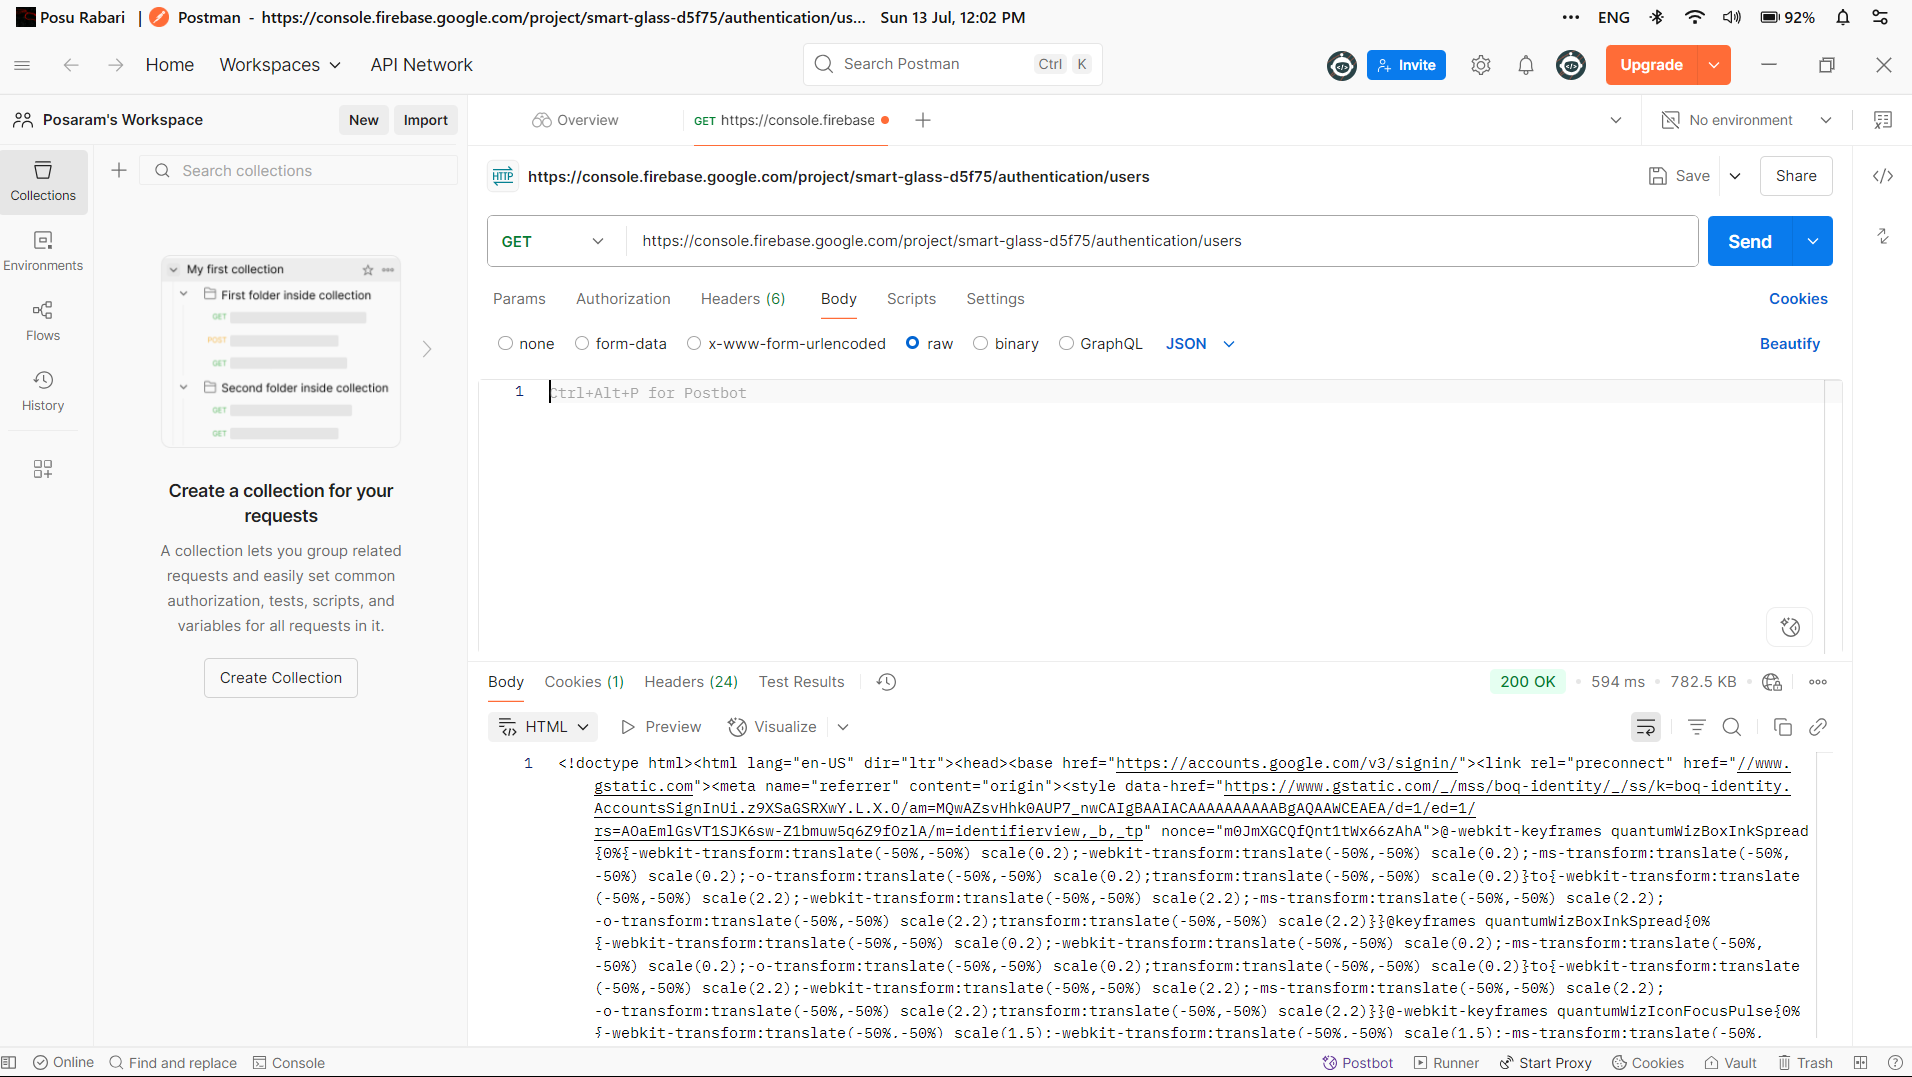 Posu Rabari | Postman - https://console.firebase.google.com/project/smart-glass-d5f75/authentication/us... Sun 13 Jul, 12:02 PM ENG 92%
Home Workspaces API Network Search Postman Ctrl K Invite Upgrade
Posaram's Workspace New Import Overview GET https://console.firebase No environment
Collections Search collections
https://console.firebase.google.com/project/smart-glass-d5f75/authentication/users Save Share
Environments
GET https://console.firebase.google.com/project/smart-glass-d5f75/authentication/users Send
Flows
History
My first collection
First folder inside collection
GET
POST
GET
Second folder inside collection
GET
GET
Create a collection for your
requests
A collection lets you group related
requests and easily set common
authorization, tests, scripts, and
variables for all requests in it.
Create Collection
Params Authorization Headers (6) Body Scripts Settings Cookies
none form-data x-www-form-urlencoded raw binary GraphQL JSON Beautify
1 Ctrl+Alt+P for Postbot
Body Cookies (1) Headers (24) Test Results 200 OK • 594 ms • 782.5 KB •
HTML Preview Visualize
1 <!doctype html><html lang="en-US" dir="ltr"><head><base href="https://accounts.google.com/v3/signin/"><link rel="preconnect" href="//www.
gstatic.com"><meta name="referrer" content="origin"><style data-href="https://www.gstatic.com/_/mss/boq-identity/_/ss/k=boq-identity.
AccountsSignInUi.z9XSaGSRXwY.L.X.O/am=MQwAZsvHhk0AUP7_nwCAIgBAAIACAAAAAAAAAABgAQAAWCEAEA/d=1/ed=1/
rs=AOaEmlGsVT1SJK6sw-Z1bmuw5q6Z9fOzlA/m=identifierview,_b,_tp" nonce="m0JmXGCQfQnt1tWx66zAhA">@-webkit-keyframes quantumWizBoxInkSpread
{0%{-webkit-transform:translate(-50%,-50%) scale(0.2);-webkit-transform:translate(-50%,-50%) scale(0.2);-ms-transform:translate(-50%,
-50%) scale(0.2);-o-transform:translate(-50%,-50%) scale(0.2);transform:translate(-50%,-50%) scale(0.2)}to{-webkit-transform:translate
(-50%,-50%) scale(2.2);-webkit-transform:translate(-50%,-50%) scale(2.2);-ms-transform:translate(-50%,-50%) scale(2.2);
-o-transform:translate(-50%,-50%) scale(2.2);transform:translate(-50%,-50%) scale(2.2)}}@keyframes quantumWizBoxInkSpread{0%
{-webkit-transform:translate(-50%,-50%) scale(0.2);-webkit-transform:translate(-50%,-50%) scale(0.2);-ms-transform:translate(-50%,
-50%) scale(0.2);-o-transform:translate(-50%,-50%) scale(0.2);transform:translate(-50%,-50%) scale(0.2)}to{-webkit-transform:translate
(-50%,-50%) scale(2.2);-webkit-transform:translate(-50%,-50%) scale(2.2);-ms-transform:translate(-50%,-50%) scale(2.2);
-o-transform:translate(-50%,-50%) scale(2.2);transform:translate(-50%,-50%) scale(2.2)}}@-webkit-keyframes quantumWizIconFocusPulse{0%
{-webkit-transform:translate(-50%,-50%) scale(1.5);-webkit-transform:translate(-50%,-50%) scale(1.5);-ms-transform:translate(-50%,
Online Find and replace Console Postbot Runner Start Proxy Cookies Vault Trash